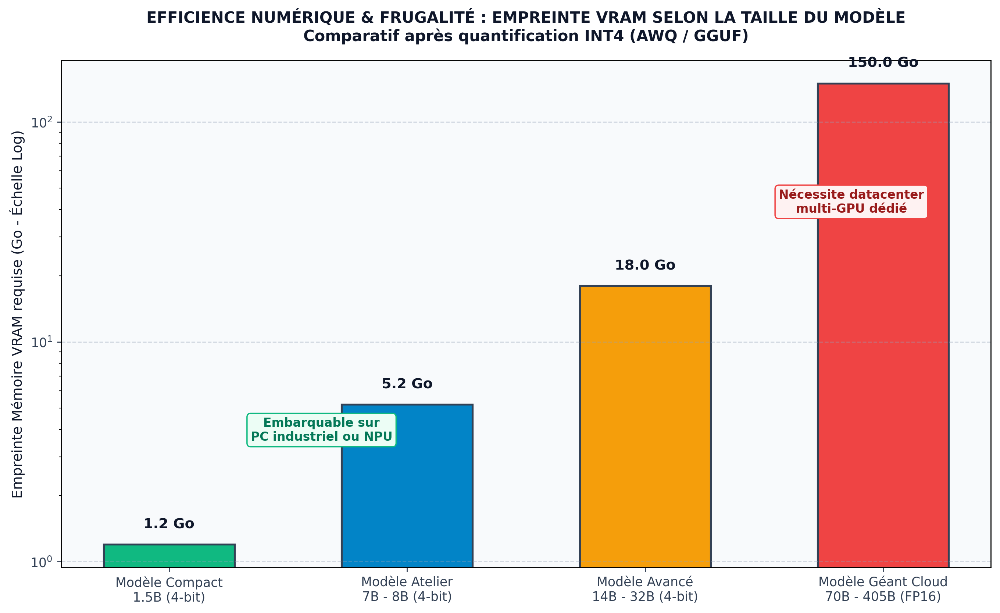 EFFICIENCE NUMÉRIQUE & FRUGALITÉ : EMPREINTE VRAM SELON LA TAILLE DU MODÈLE
Comparatif après quantification INT4 (AWQ / GGUF)
Empreinte Mémoire VRAM requise (Go - Échelle Log)
10²
10¹
10⁰
150.0 Go
Nécessite datacenter
multi-GPU dédié
18.0 Go
5.2 Go
Embarquable sur
PC industriel ou NPU
1.2 Go
Modèle Compact
1.5B (4-bit)
Modèle Atelier
7B - 8B (4-bit)
Modèle Avancé
14B - 32B (4-bit)
Modèle Géant Cloud
70B - 405B (FP16)